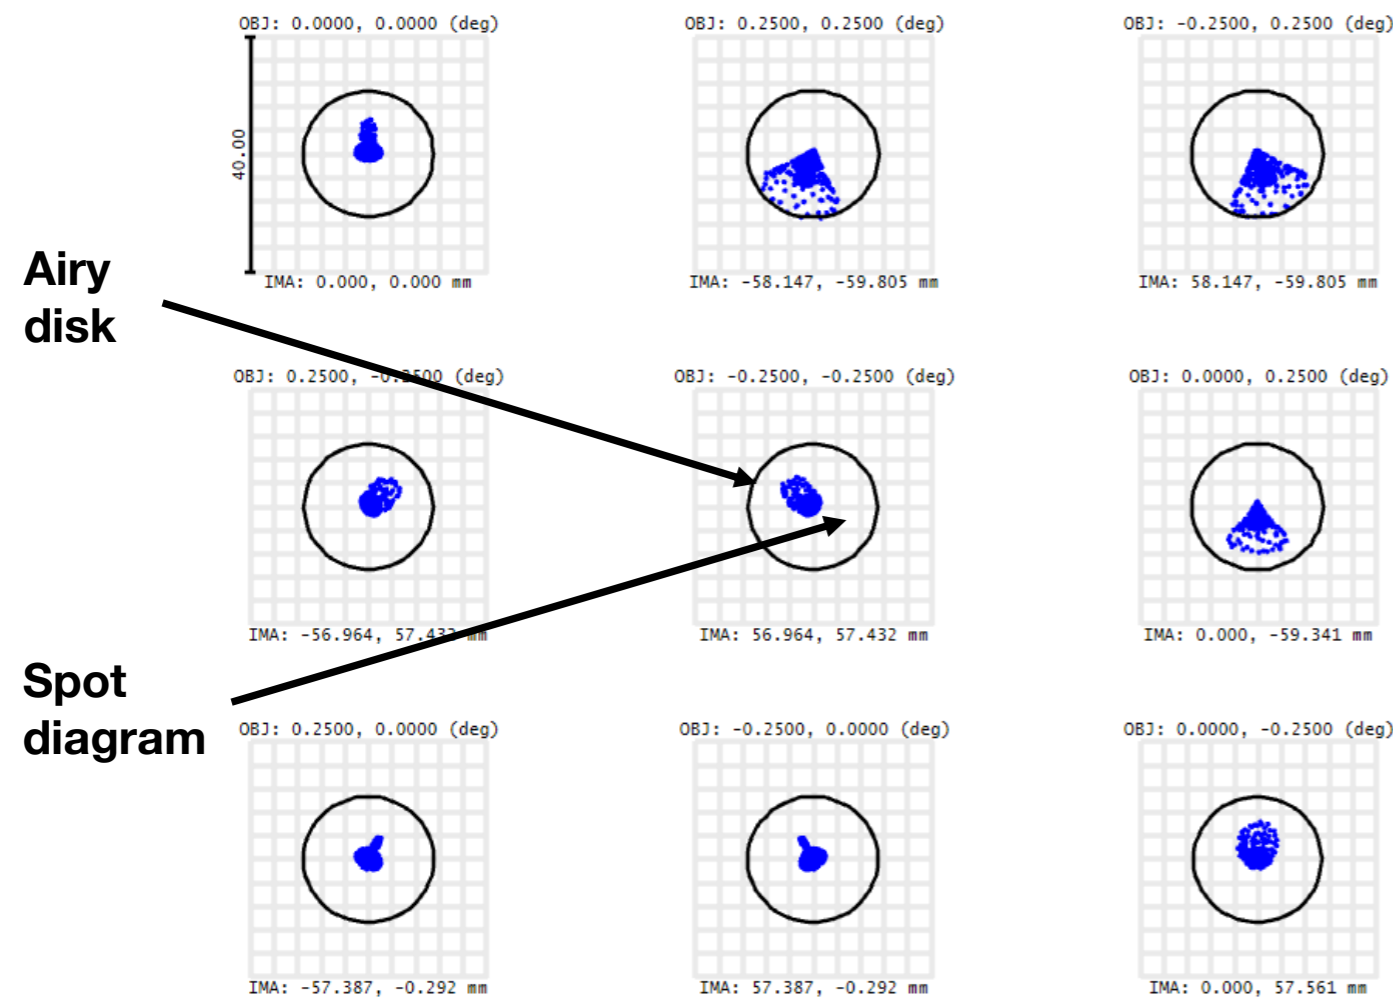 OBJ: 0.0000, 0.0000 (deg)
OBJ: 0.2500, 0.2500 (deg)
OBJ: -0.2500, 0.2500 (deg)
40.00
IMA: 0.000, 0.000 mm
IMA: -58.147, -59.805 mm
IMA: 58.147, -59.805 mm
Airy
disk
OBJ: 0.2500, -0.2500 (deg)
OBJ: -0.2500, -0.2500 (deg)
OBJ: 0.0000, 0.2500 (deg)
IMA: -56.964, 57.432 mm
IMA: 56.964, 57.432 mm
IMA: 0.000, -59.341 mm
Spot
diagram
OBJ: 0.2500, 0.0000 (deg)
OBJ: -0.2500, 0.0000 (deg)
OBJ: 0.0000, -0.2500 (deg)
IMA: -57.387, -0.292 mm
IMA: 57.387, -0.292 mm
IMA: 0.000, 57.561 mm